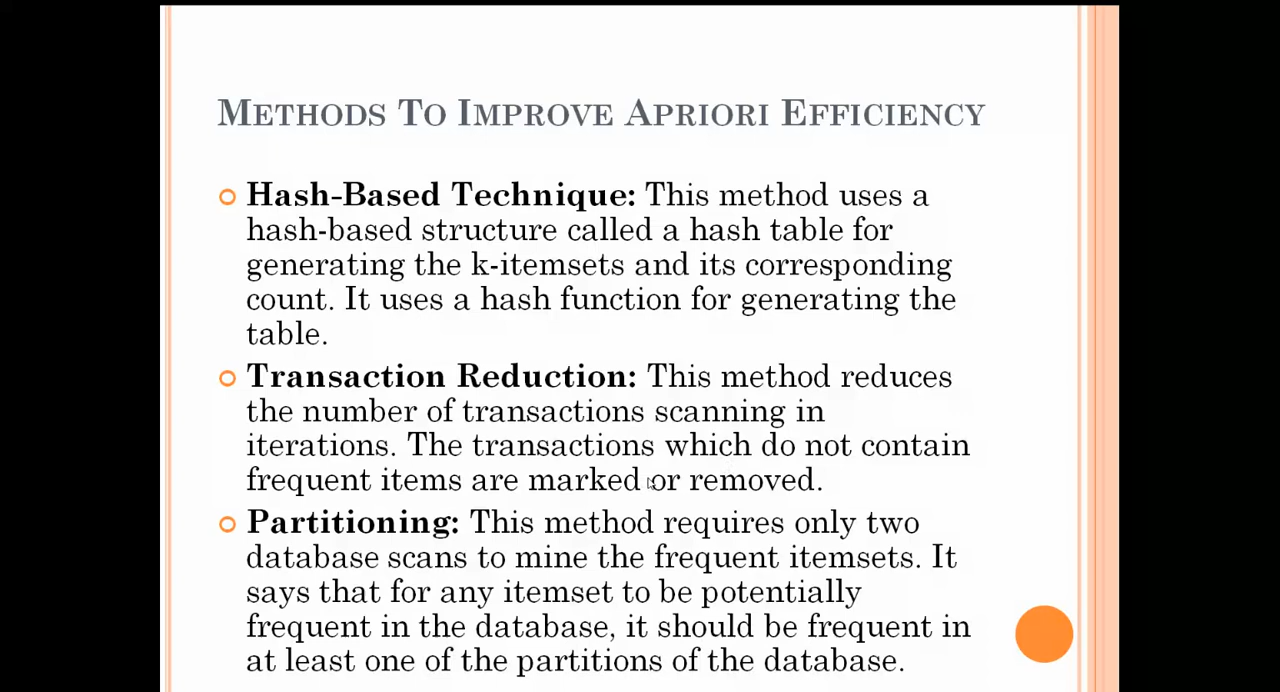 METHODS TO IMPROVE APRIORI EFFICIENCY
Hash-Based Technique: This method uses a
hash-based structure called a hash table for
generating the k-itemsets and its corresponding
count. It uses a hash function for generating the
table.
Transaction Reduction: This method reduces
the number of transactions scanning in
iterations. The transactions which do not contain
frequent items are marked or removed.
Partitioning: This method requires only two
database scans to mine the frequent itemsets. It
says that for any itemset to be potentially
frequent in the database, it should be frequent in
at least one of the partitions of the database.